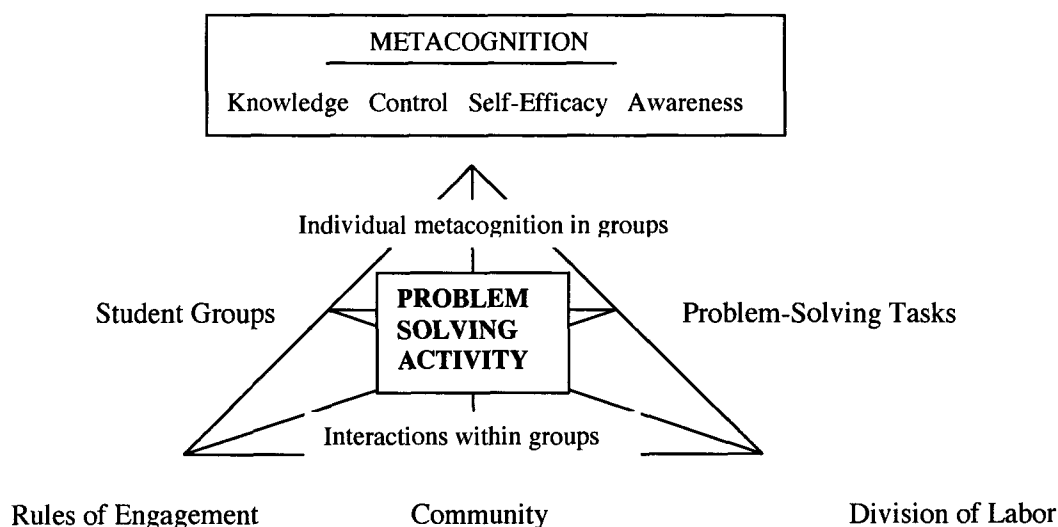 METACOGNITION
Knowledge Control Self-Efficacy Awareness
Individual metacognition in groups
Student Groups
PROBLEM
SOLVING
ACTIVITY
Problem-Solving Tasks
Interactions within groups
Rules of Engagement Community Division of Labor